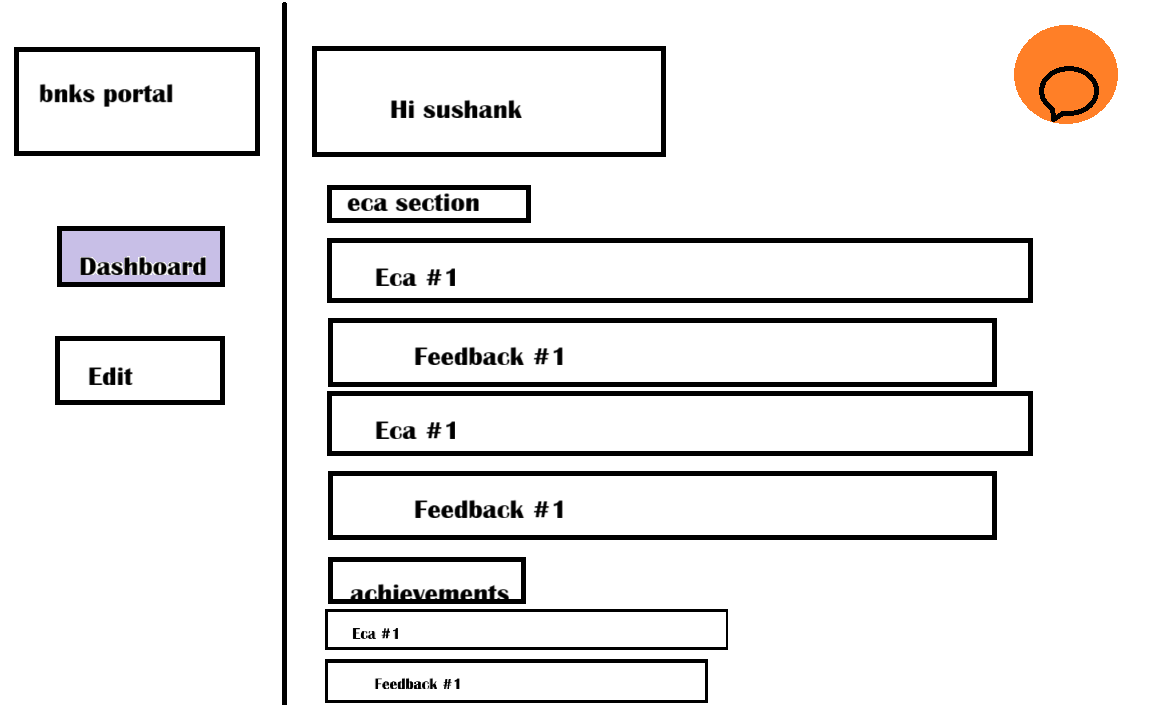 bnks portal
Dashboard
Edit
Hi sushank
eca section
Eca #1
Feedback #1
Eca #1
Feedback #1
achievements
Eca #1
Feedback #1